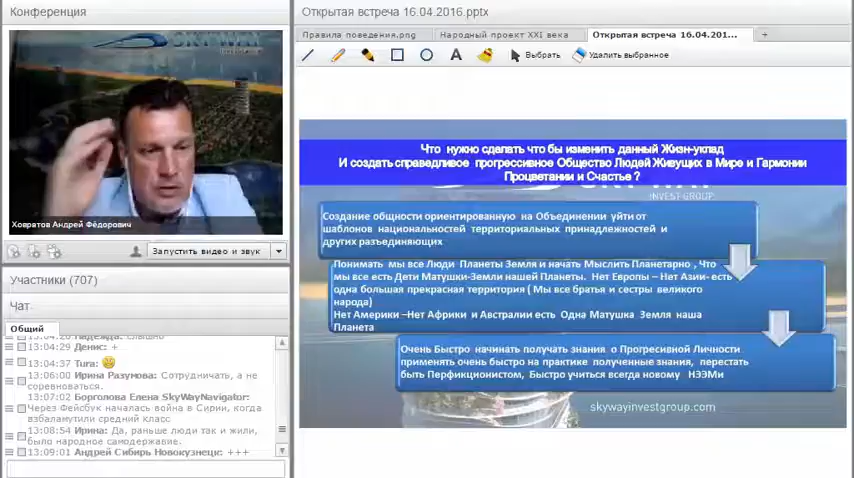 Конференция
SKYWAY
Ховратов Андрей Фёдорович
Запустить видео и звук
Участники (707)
Чат
Общий
13:04:29 Денис: +
13:04:37 Tura:
13:06:00 Ирина Разумова: Сотрудничать, а не
соревноваться.
13:07:02 Борголова Елена SkyWayNavigator:
Через Фейсбук началась война в Сирии, когда
взбаламутили средний класс
13:08:54 Ирина: Да, раньше люди так и жили,
было народное самодержавие.
13:09:01 Андрей Сибирь Новокузнецк: +++
Открытая встреча 16.04.2016.pptx
Правила поведения.png
Народный проект XXI века
Открытая встреча 16.04.201...
+
A
Выбрать
Удалить выбранное
Что нужно сделать что бы изменить данный Жизн-уклад
И создать справедливое прогрессивное Общество Людей Живущих в Мире и Гармонии
Процветании и Счастье ?
INVEST GROUP
Создание общности ориентированную на Объединении уйти от
шаблонов национальностей территориальных принадлежностей и
других разъединяющих
Понимать мы все Люди Планеты Земля и начать Мыслить Планетарно , Что
мы все есть Дети Матушки-Земли нашей Планеты. Нет Европы – Нет Азии- есть
одна большая прекрасная территория ( Мы все братья и сестры великого
народа)
Нет Америки –Нет Африки и Австралии есть Одна Матушка Земля наша
Планета
Очень Быстро начинать получать знания о Прогресивной Личности
применять очень быстро на практике полученные знания, перестать
быть Перфикционистом, Быстро учиться всегда новому НЭЭМи
skywayinvestgroup.com